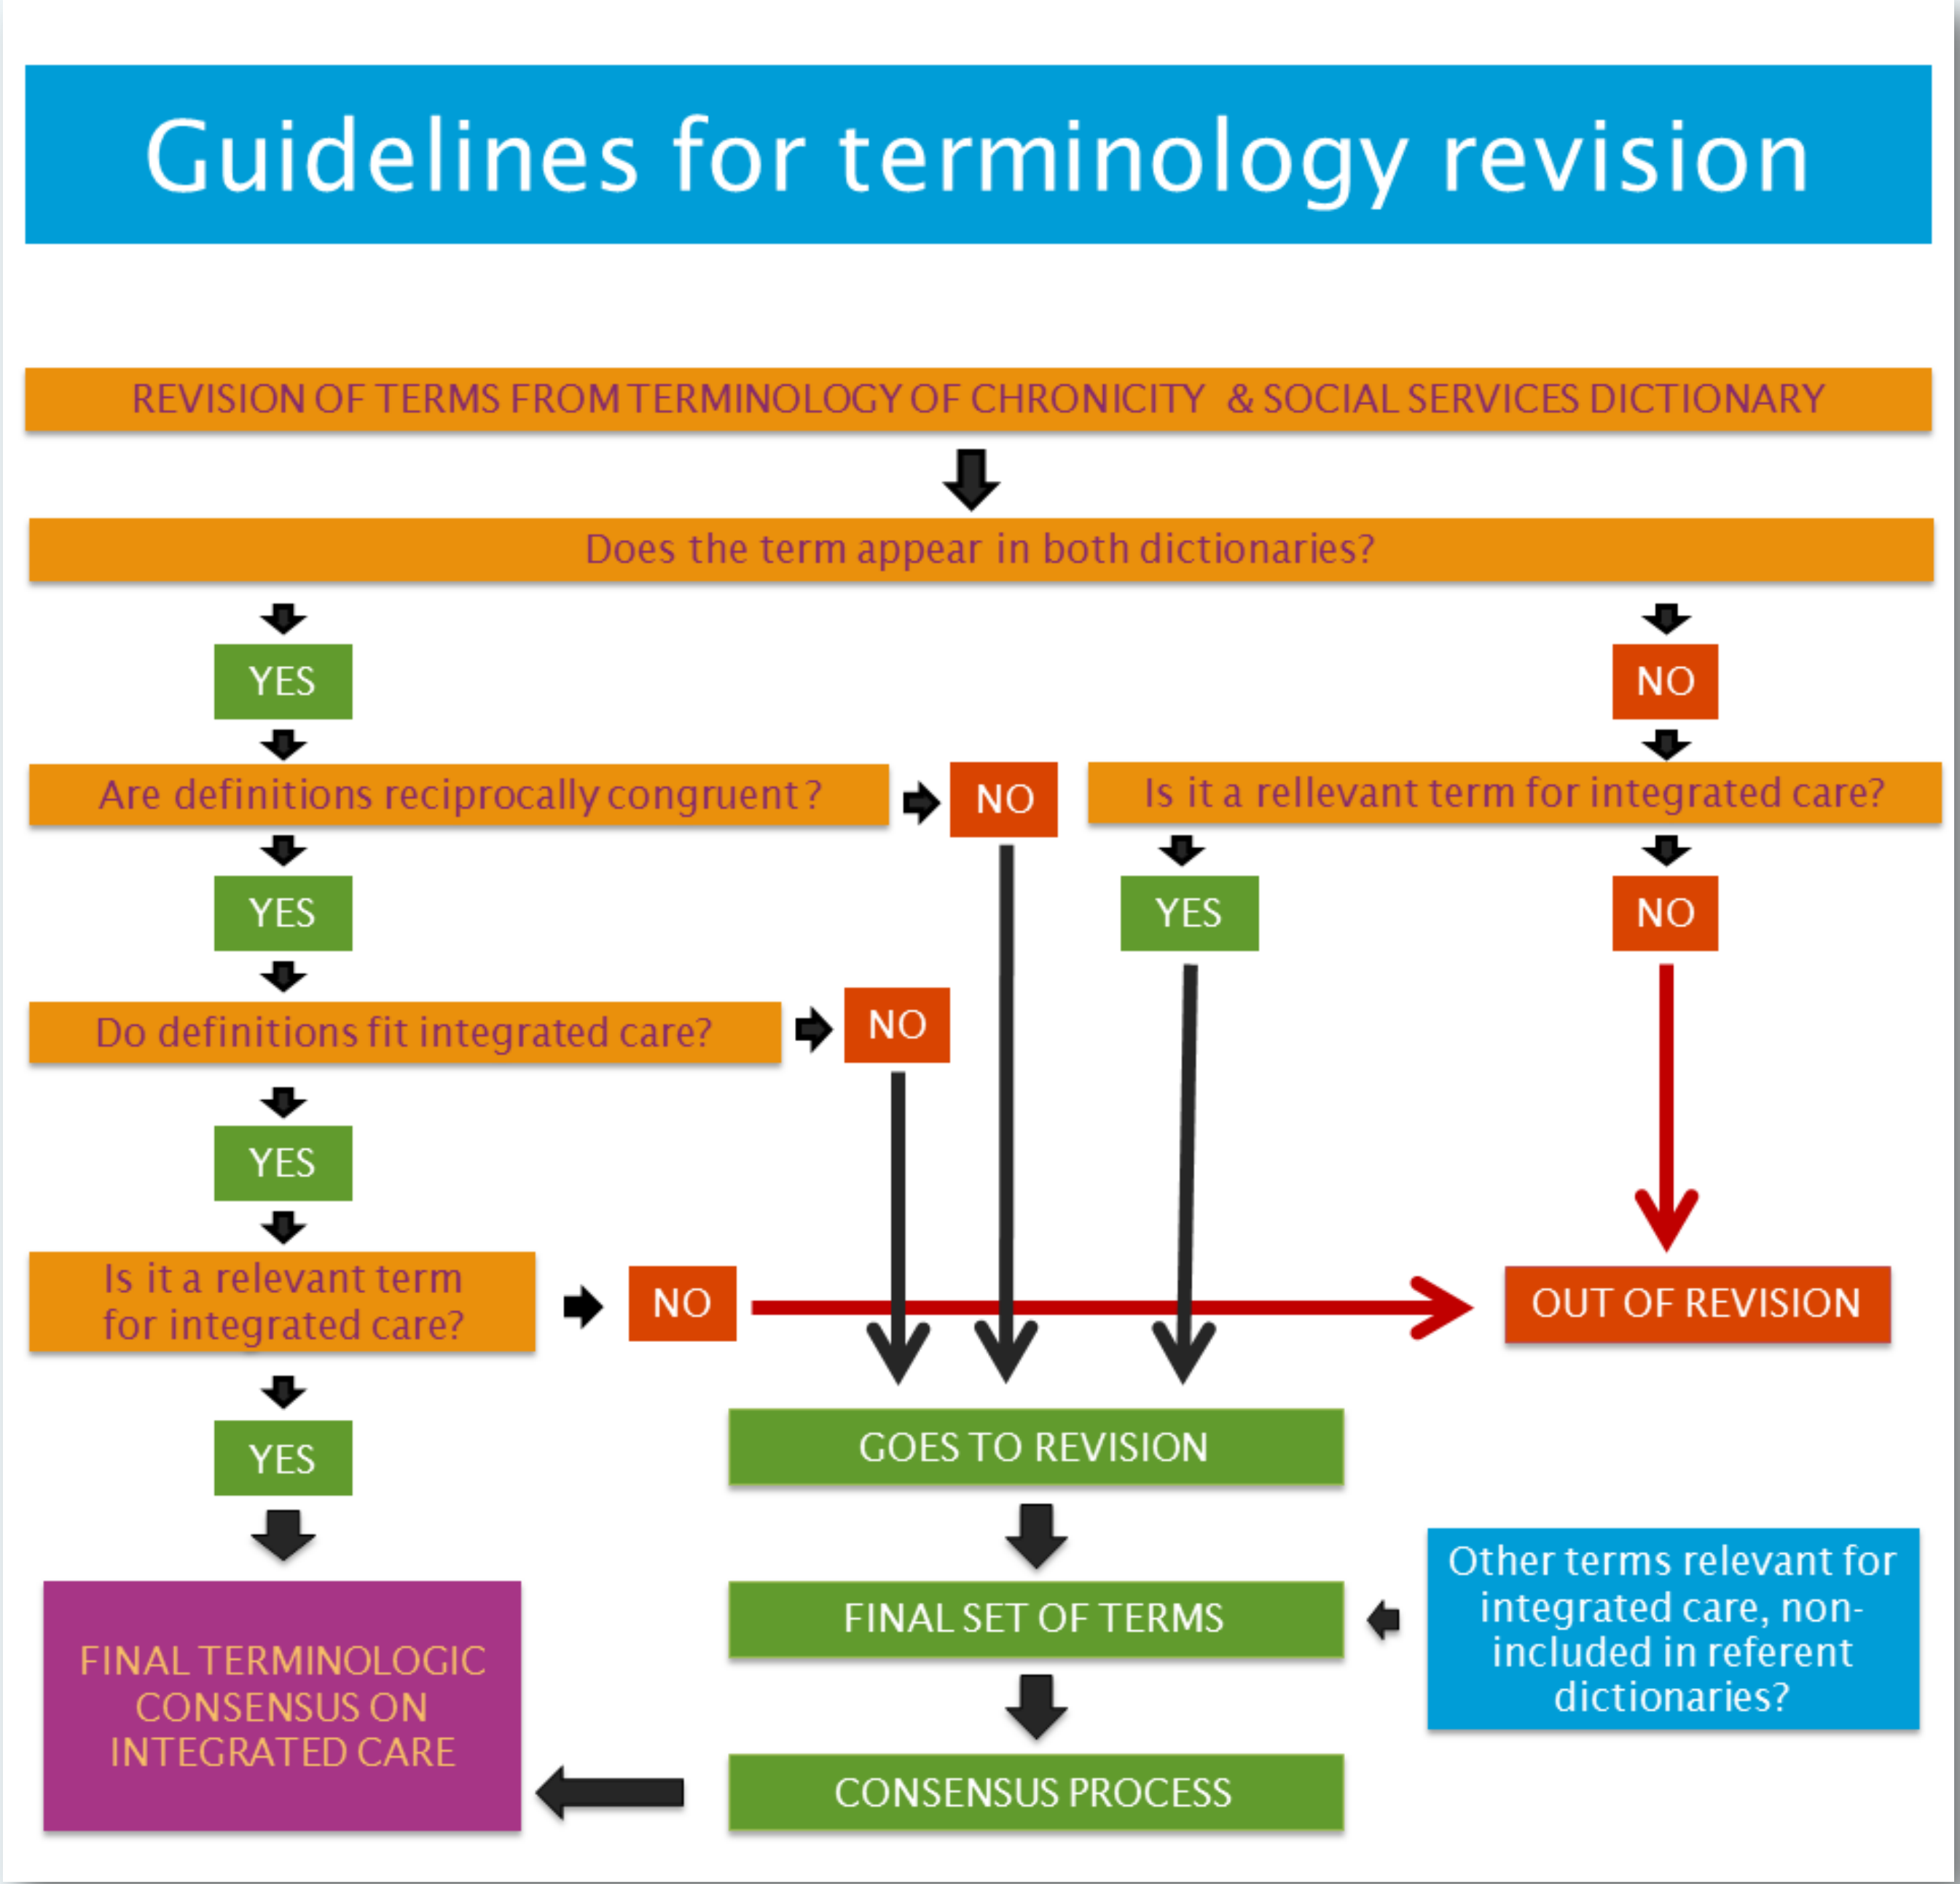 Guidelines for terminology revision
REVISION OF TERMS FROM TERMINOLOGY OF CHRONICITY & SOCIAL SERVICES DICTIONARY
Does the term appear in both dictionaries?
YES
NO
Are definitions reciprocally congruent?
NO
Is it a rellevant term for integrated care?
YES
YES
NO
Do definitions fit integrated care?
NO
YES
Is it a relevant term
for integrated care?
NO
OUT OF REVISION
YES
GOES TO REVISION
FINAL SET OF TERMS
Other terms relevant for
integrated care, non-
included in referent
dictionaries?
CONSENSUS PROCESS
FINAL TERMINOLOGIC
CONSENSUS ON
INTEGRATED CARE